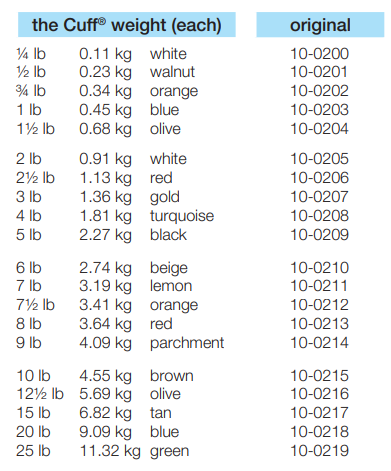 the Cuff® weight (each) original
¼ lb 0.11 kg white 10-0200
½ lb 0.23 kg walnut 10-0201
¾ lb 0.34 kg orange 10-0202
1 lb 0.45 kg blue 10-0203
1½ lb 0.68 kg olive 10-0204
2 lb 0.91 kg white 10-0205
2½ lb 1.13 kg red 10-0206
3 lb 1.36 kg gold 10-0207
4 lb 1.81 kg turquoise 10-0208
5 lb 2.27 kg black 10-0209
6 lb 2.74 kg beige 10-0210
7 lb 3.19 kg lemon 10-0211
7½ lb 3.41 kg orange 10-0212
8 lb 3.64 kg red 10-0213
9 lb 4.09 kg parchment 10-0214
10 lb 4.55 kg brown 10-0215
12½ lb 5.69 kg olive 10-0216
15 lb 6.82 kg tan 10-0217
20 lb 9.09 kg blue 10-0218
25 lb 11.32 kg green 10-0219